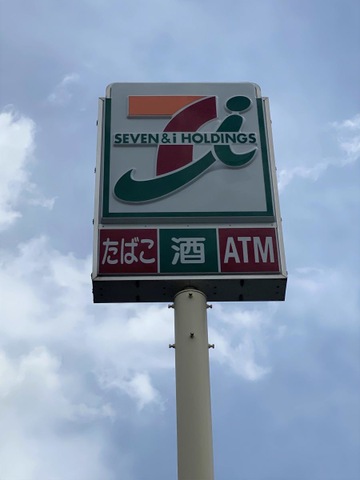 SEVEN & i HOLDINGS
たばこ 酒 ATM